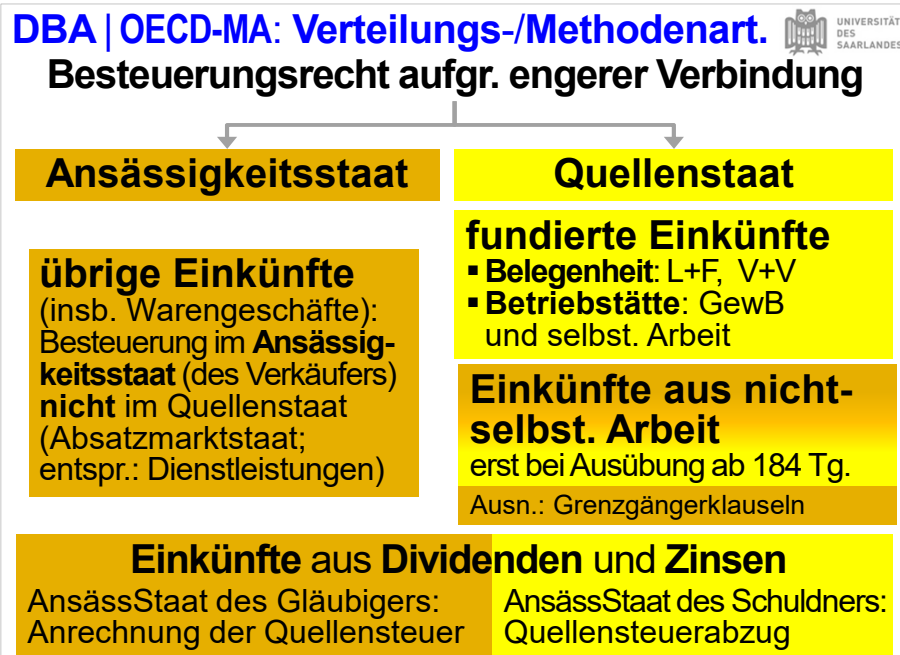 DBA | OECD-MA: Verteilungs-/Methodenart.
UNIVERSITÄT
DES
SAARLANDES
Besteuerungsrecht aufgr. engerer Verbindung
Ansässigkeitsstaat
übrige Einkünfte
(insb. Warengeschäfte):
Besteuerung im Ansässig-
keitsstaat (des Verkäufers)
nicht im Quellenstaat
(Absatzmarktstaat;
entspr.: Dienstleistungen)
Quellenstaat
fundierte Einkünfte
▪ Belegenheit: L+F, V+V
▪ Betriebstätte: GewB
und selbst. Arbeit
Einkünfte aus nicht-
selbst. Arbeit
erst bei Ausübung ab 184 Tg.
Ausn.: Grenzgängerklauseln
Einkünfte aus Dividenden und Zinsen
AnsässStaat des Gläubigers:
Anrechnung der Quellensteuer
AnsässStaat des Schuldners:
Quellensteuerabzug